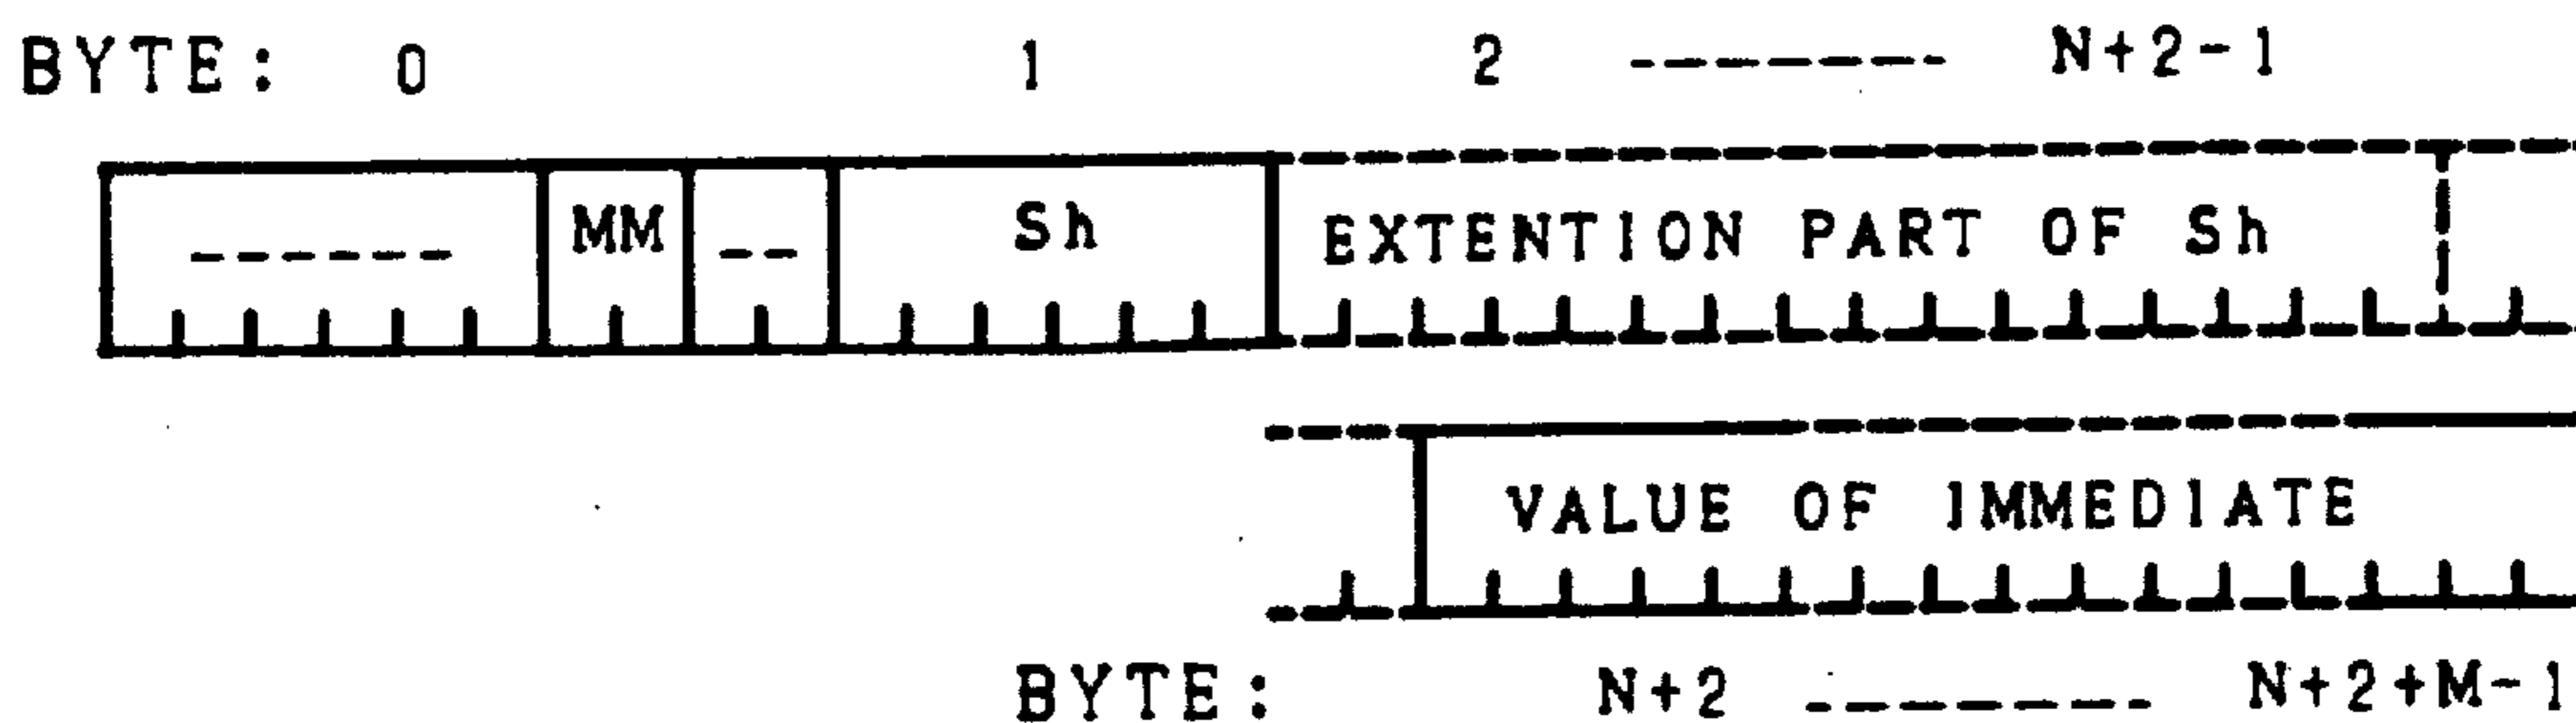 BYTE: 0 1 2 ------- N+2-1
------ MM -- Sh EXTENTION PART OF Sh
VALUE OF IMMEDIATE
BYTE: N+2 ------- N+2+M-1